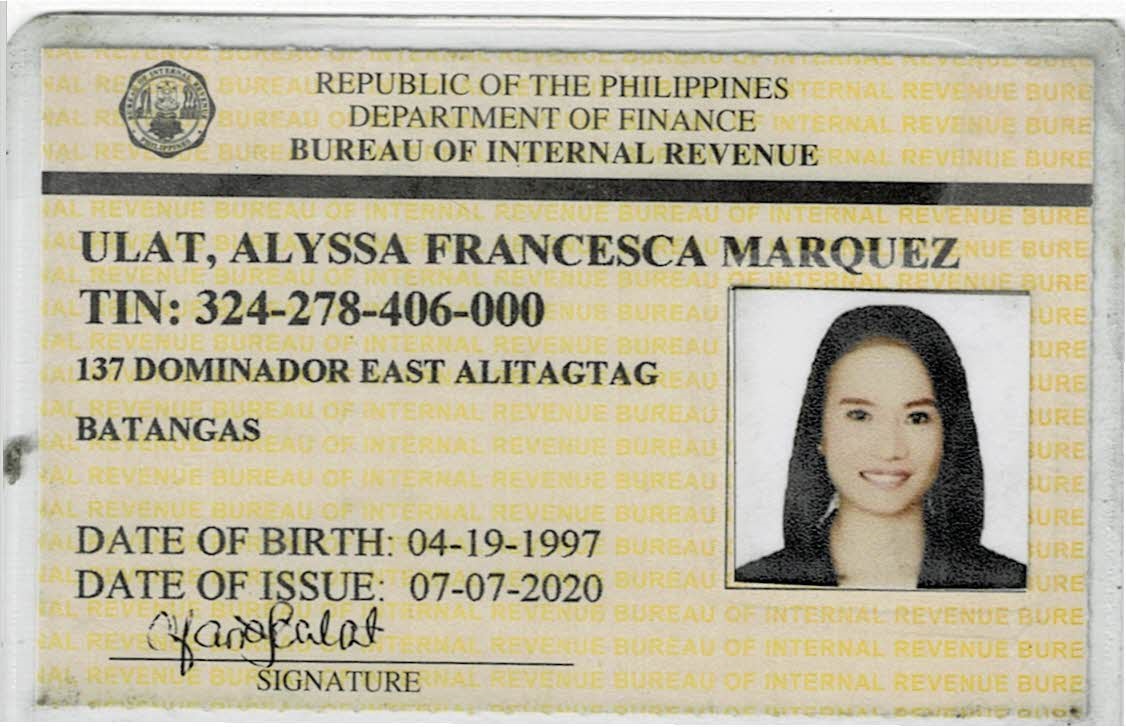 REPUBLIC OF THE PHILIPPINES
DEPARTMENT OF FINANCE
BUREAU OF INTERNAL REVENUE
ULAT, ALYSSA FRANCESCA MARQUEZ
TIN: 324-278-406-000
137 DOMINADOR EAST ALITAGTAG
BATANGAS
DATE OF BIRTH: 04-19-1997
DATE OF ISSUE: 07-07-2020
SIGNATURE